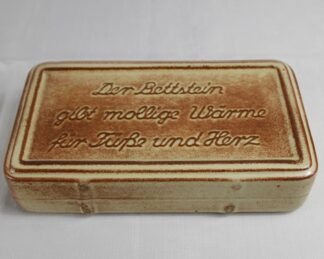 Der Bettstein
gibt mollige Wärme
für Füße und Herz